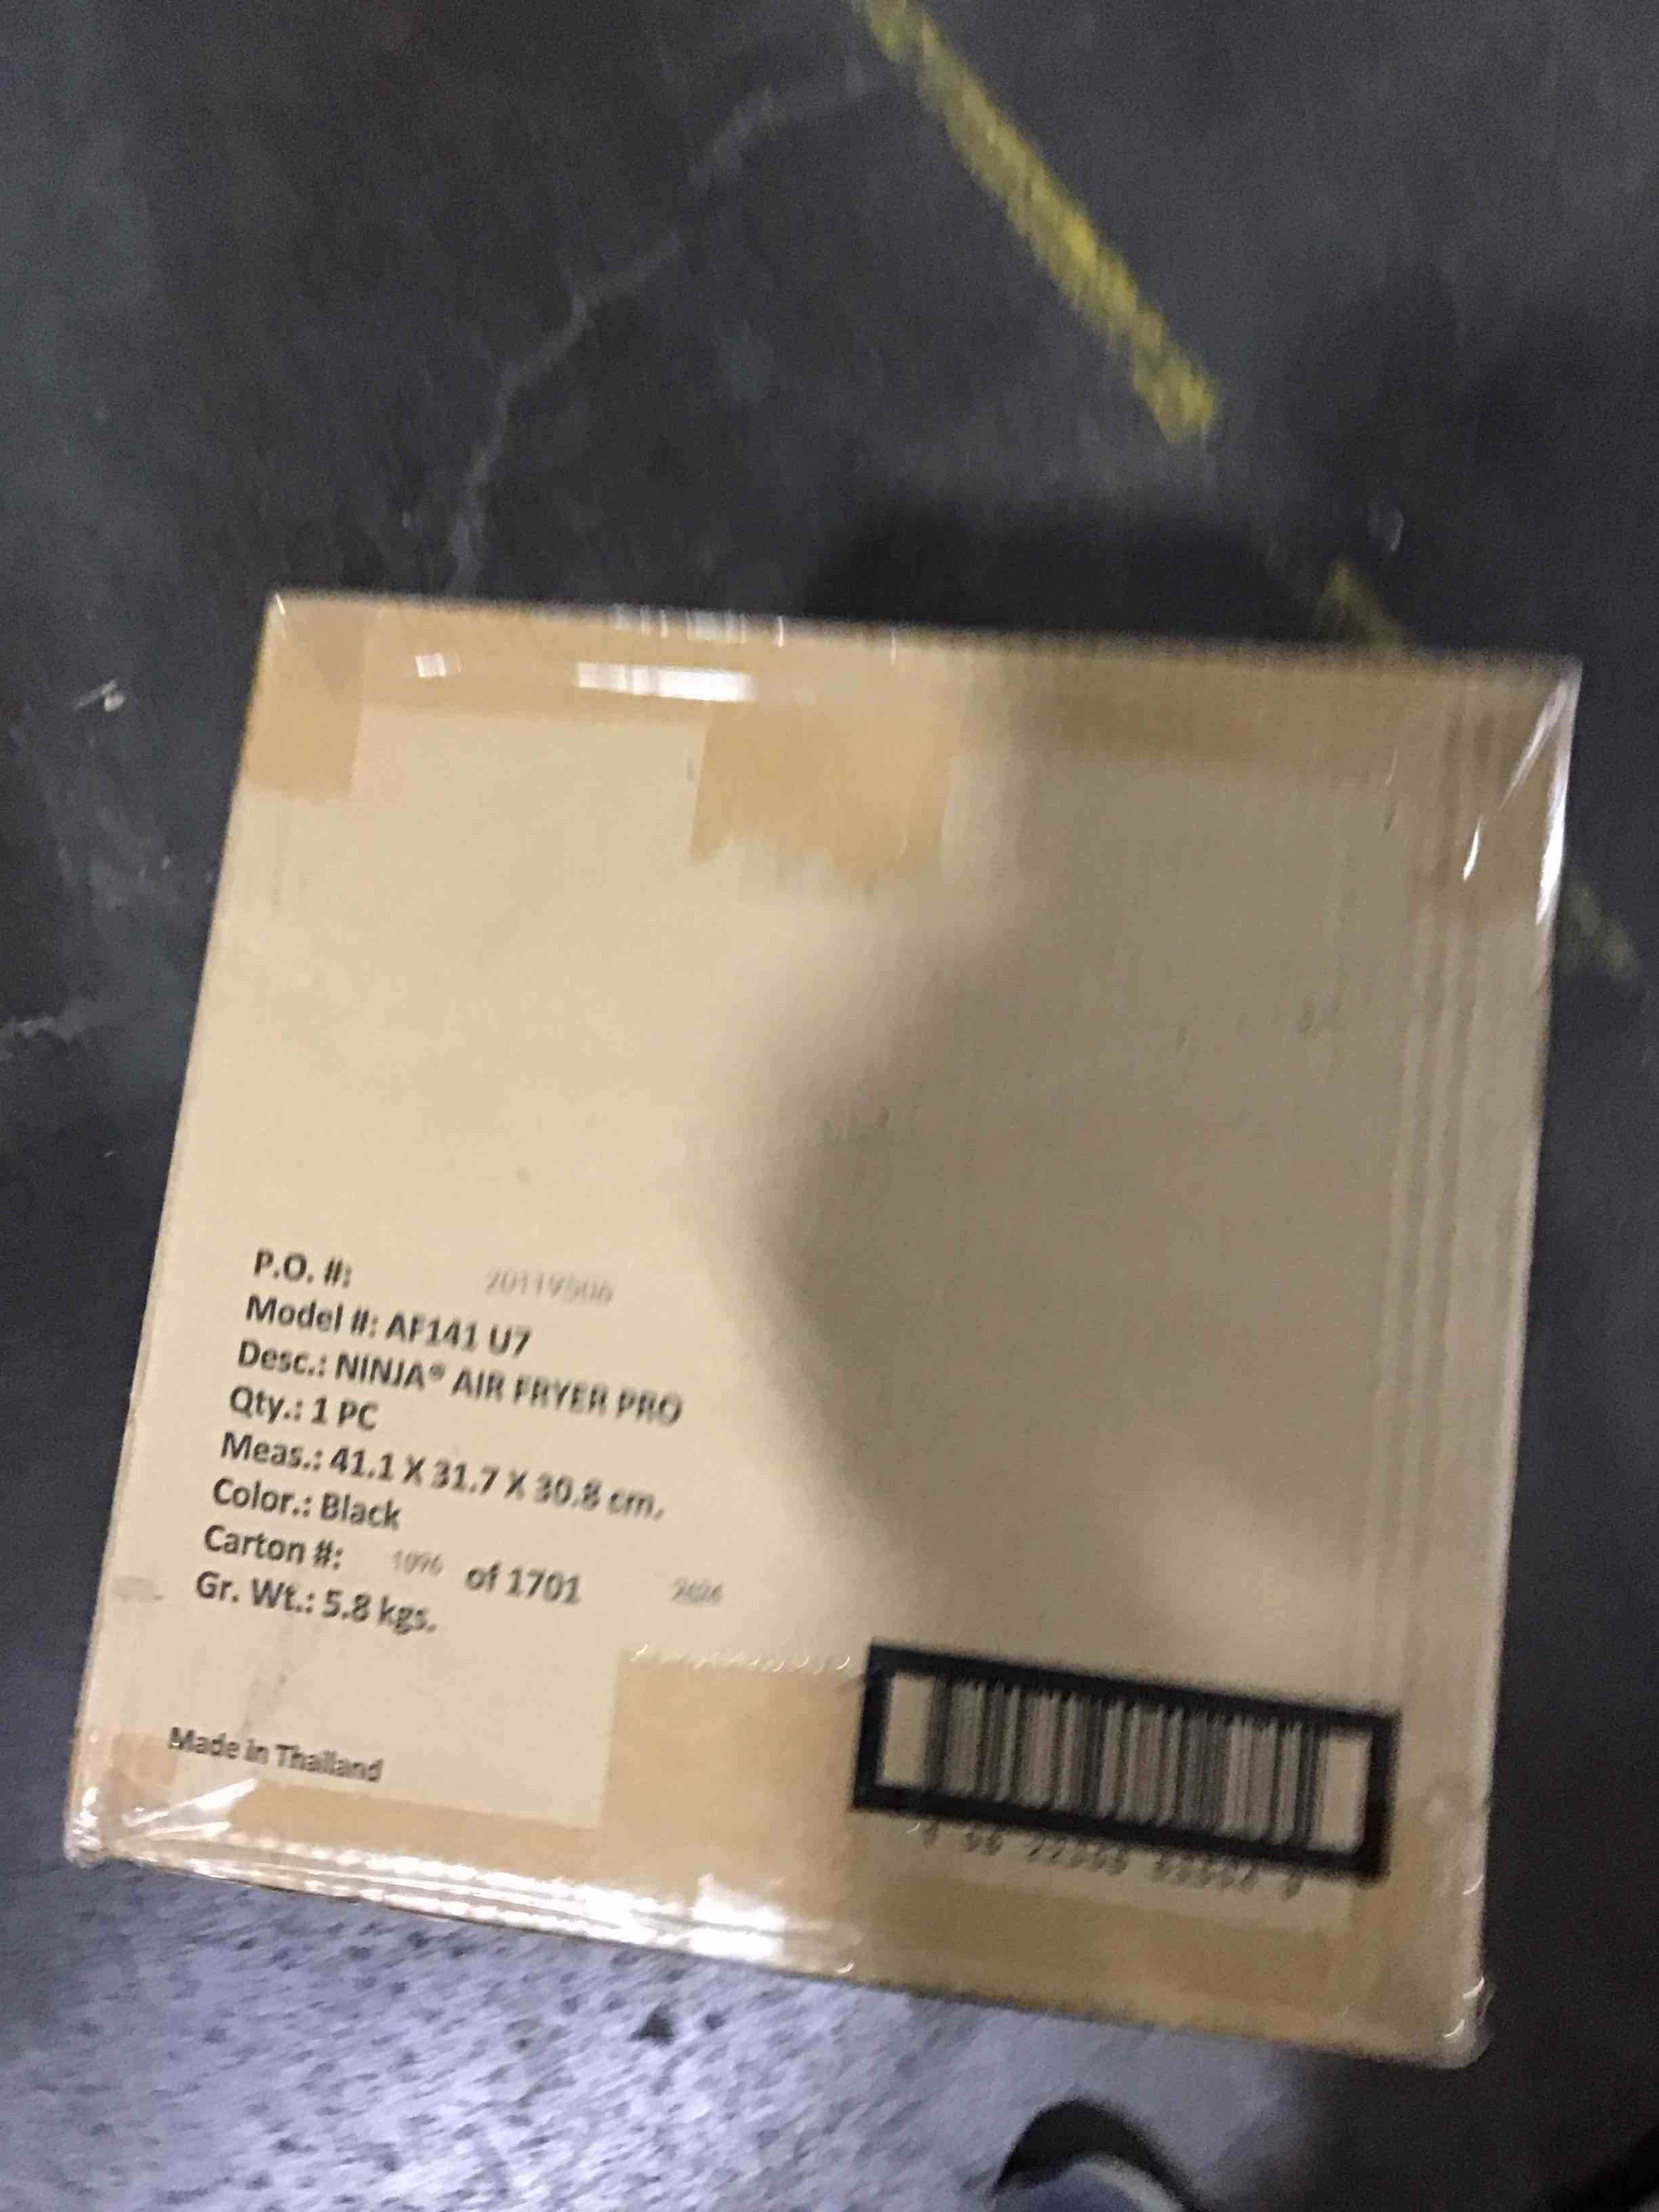 P.O. #:
Model #: AF141 U7
Desc.: NINJA® AIR FRYER PRO
Qty.: 1 PC
Meas.: 41.1 X 31.7 X 30.8 cm.
Color.: Black
Carton #: 1096 of 1701
Gr. Wt.: 5.8 kgs.
Made in Thailand